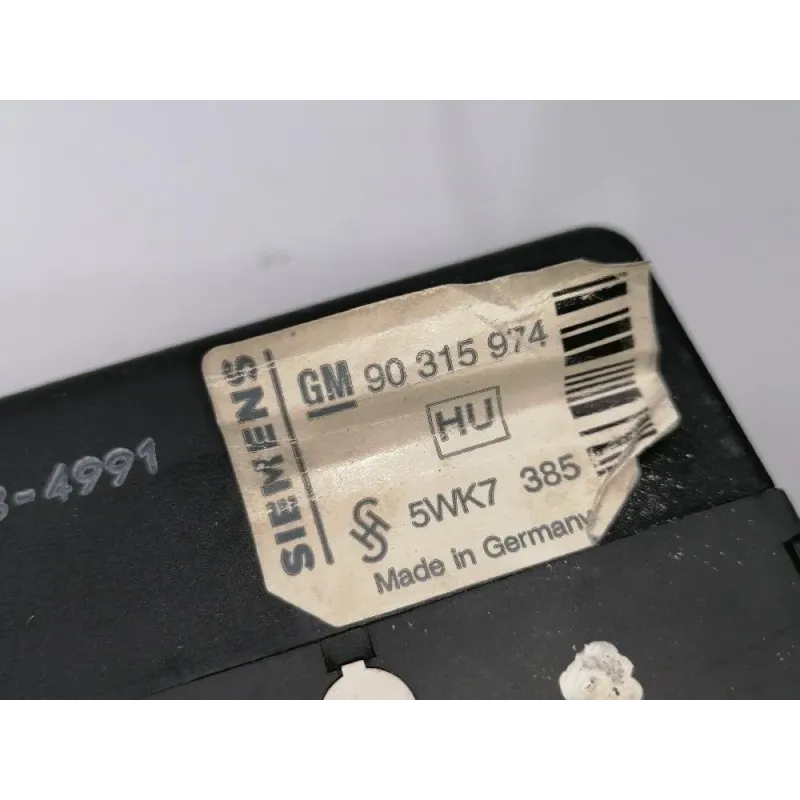 SIEMENS
GM 90 315 974
HU
5WK7 385
Made in Germany
-4991